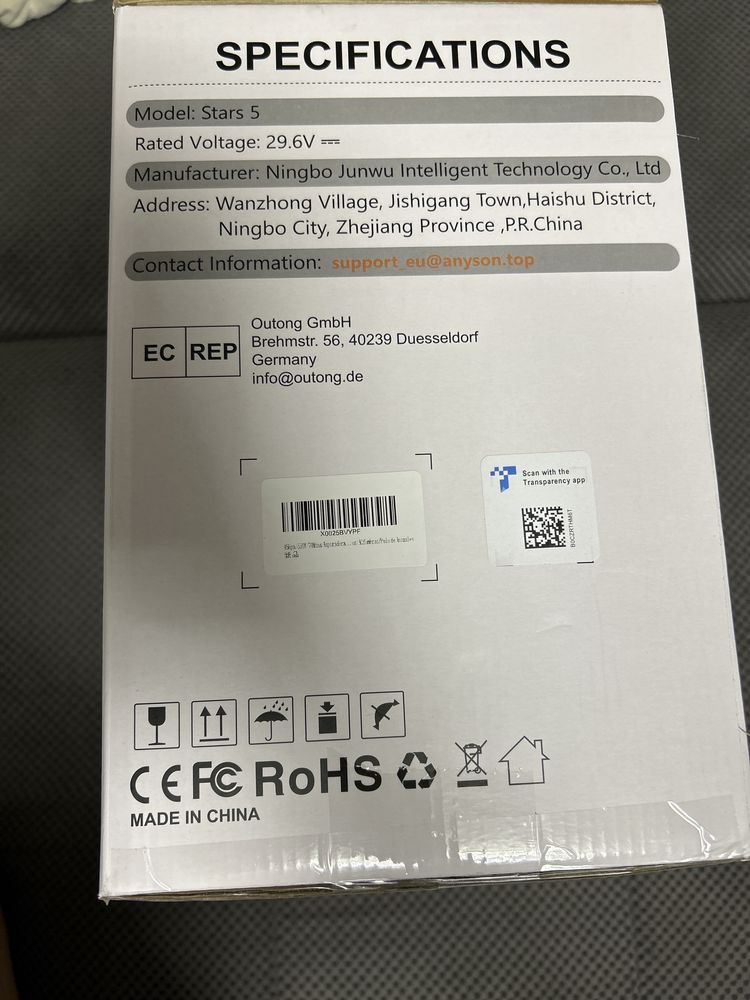 SPECIFICATIONS
Model: Stars 5
Rated Voltage: 29.6V ⎓
Manufacturer: Ningbo Junwu Intelligent Technology Co., Ltd
Address: Wanzhong Village, Jishigang Town,Haishu District,
Ningbo City, Zhejiang Province ,P.R.China
Contact Information: support_eu@anyson.top
EC REP
Outong GmbH
Brehmstr. 56, 40239 Duesseldorf
Germany
info@outong.de
Scan with the
Transparency app
X0025BVYPF
B0CZRTHM6T
CE FC RoHS
MADE IN CHINA